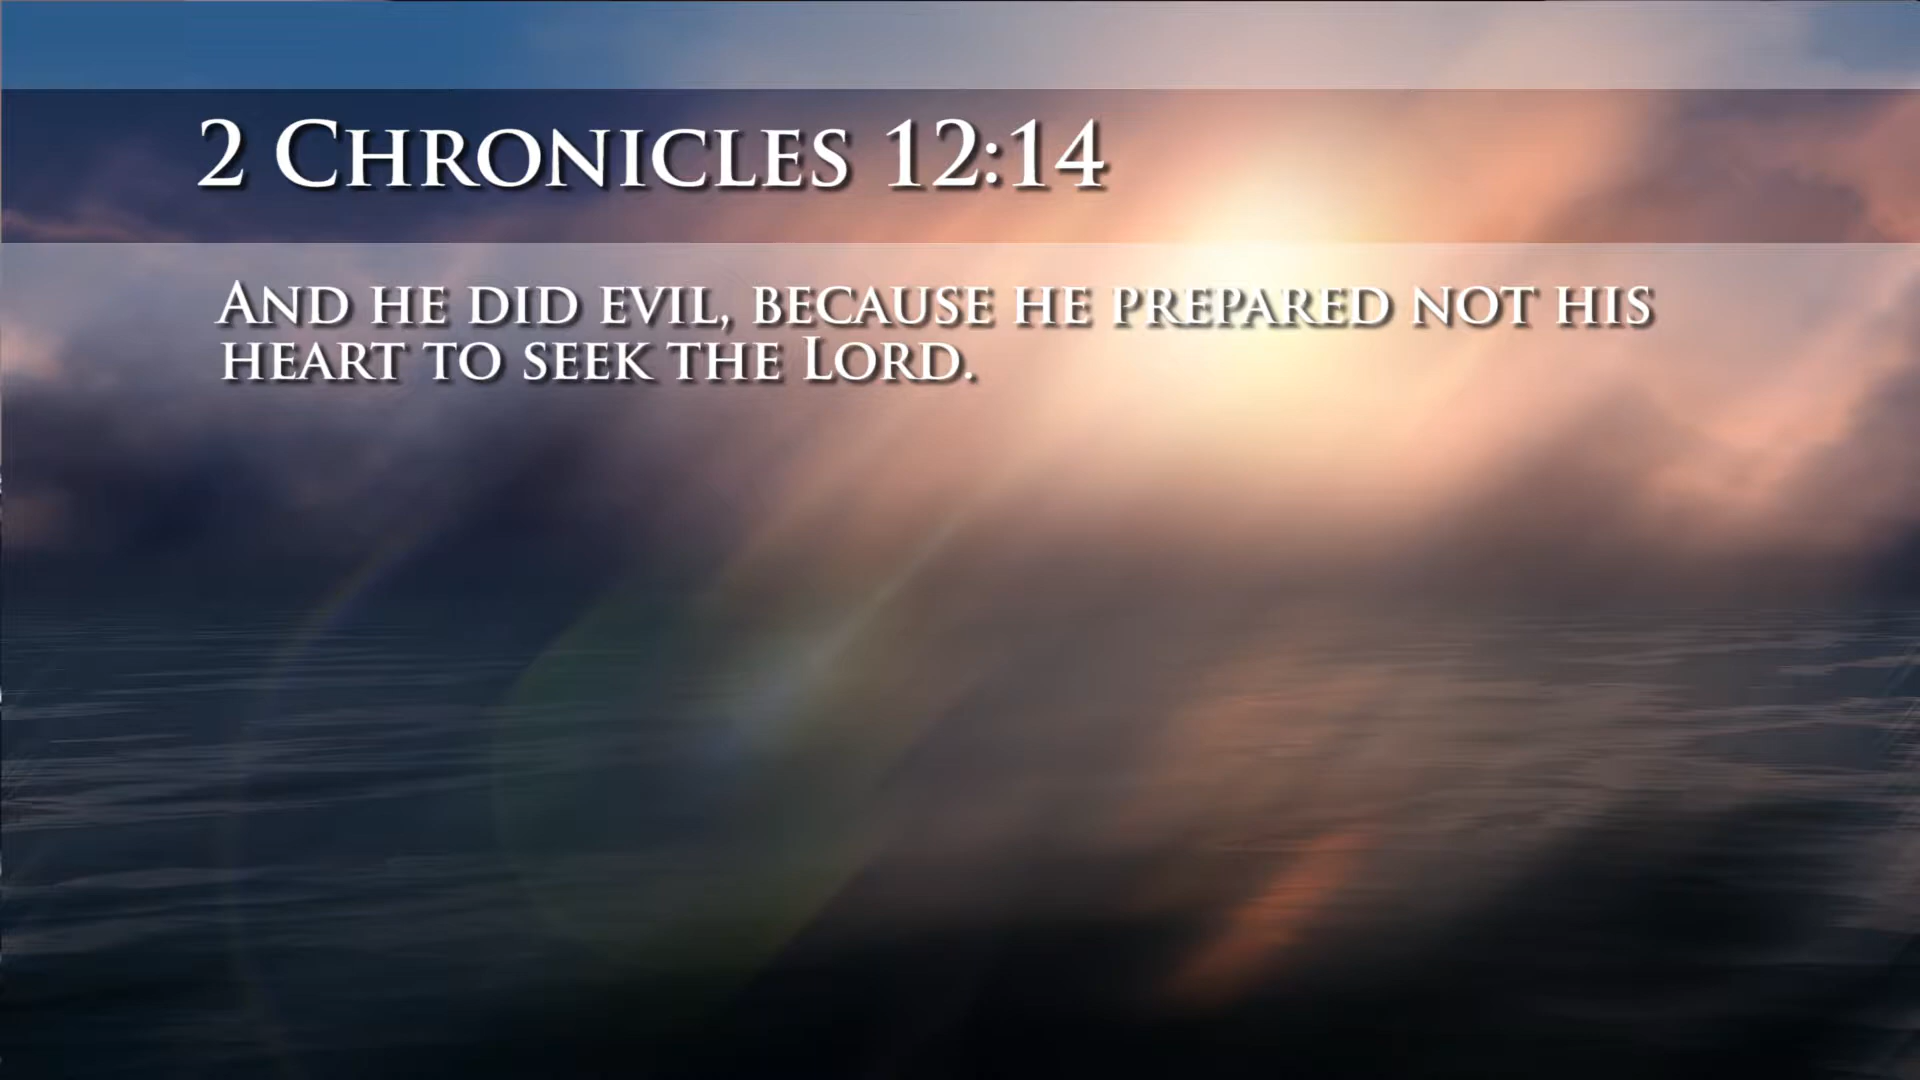 2 Chronicles 12:14
And he did evil, because he prepared not his
heart to seek the Lord.